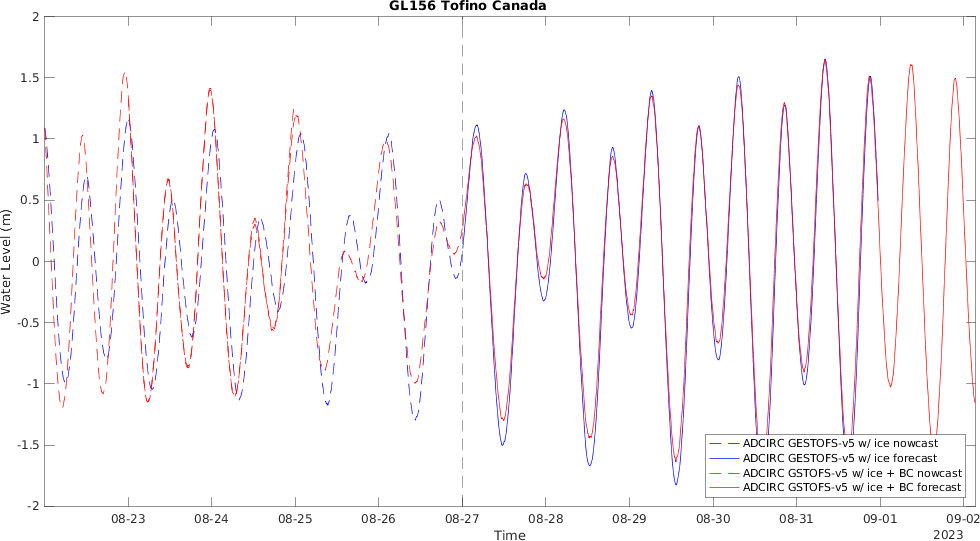 GL156 Tofino Canada
2
1.5
1
0.5
0
-0.5
-1
-1.5
-2
Water Level (m)
ADCIRC GESTOFS-v5 w/ ice nowcast
ADCIRC GESTOFS-v5 w/ ice forecast
ADCIRC GSTOFS-v5 w/ ice + BC nowcast
ADCIRC GSTOFS-v5 w/ ice + BC forecast
08-23 08-24 08-25 08-26 08-27 08-28 08-29 08-30 08-31 09-01 09-02
Time
2023